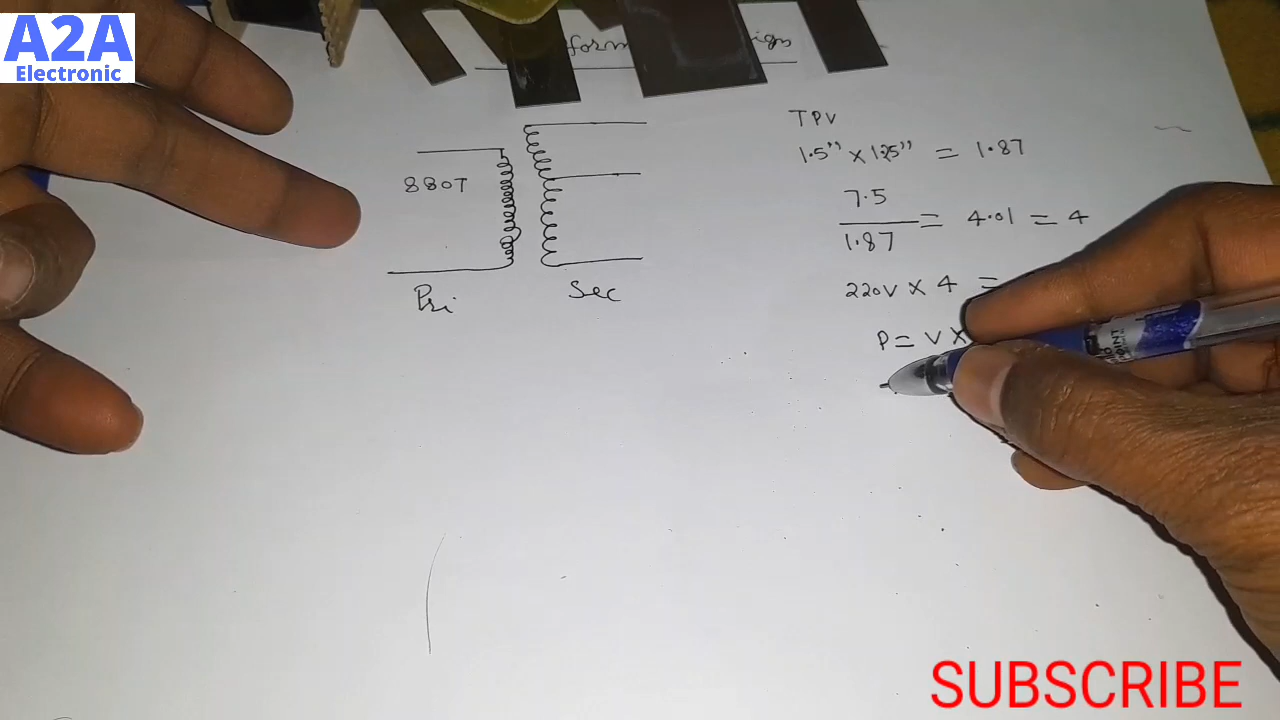 A2A
Electronic
TPV
1.5" x 1.25" = 1.87
7.5
1.87
= 4.01 = 4
880T
220V x 4 =
Pri
Sec
P = V x
POINT
SUBSCRIBE